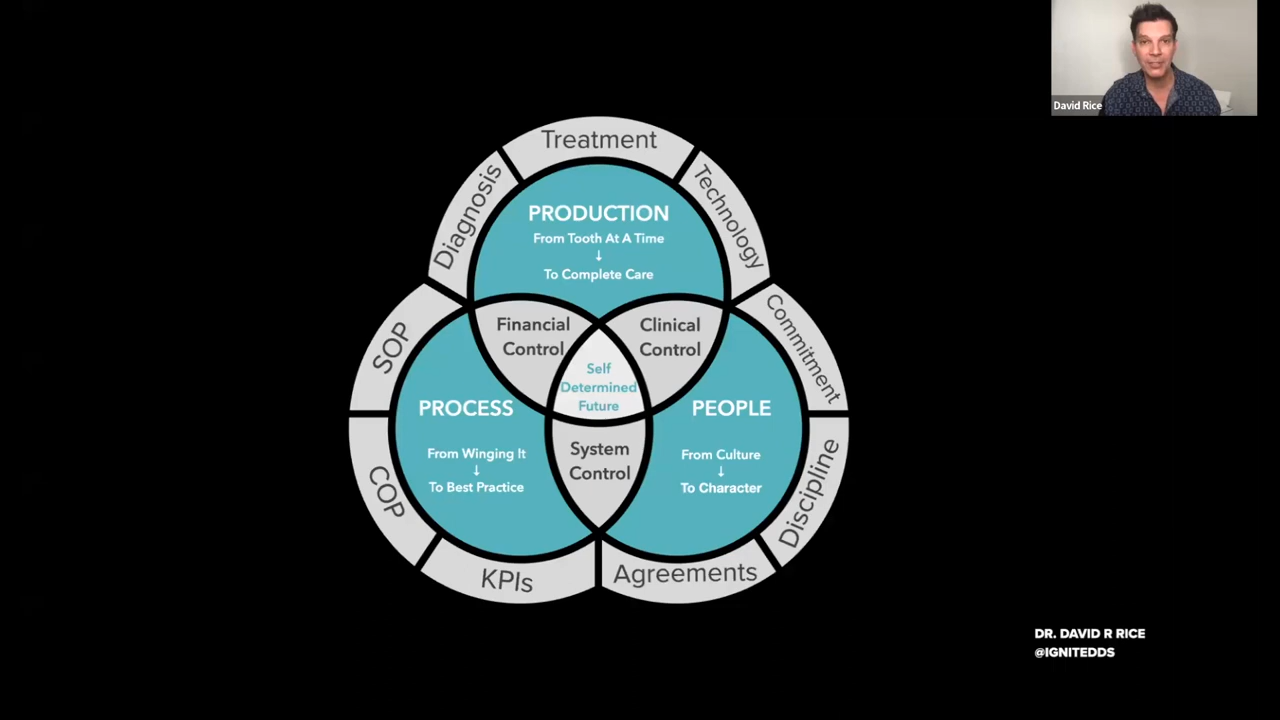 David Rice
Treatment
Diagnosis
Technology
PRODUCTION
From Tooth At A Time
↓
To Complete Care
SOP
Commitment
Financial
Control
Clinical
Control
Self
Determined
Future
PROCESS
From Winging It
↓
To Best Practice
PEOPLE
From Culture
↓
To Character
System
Control
COP
Discipline
KPIs
Agreements
DR. DAVID R RICE
@IGNITEDDS